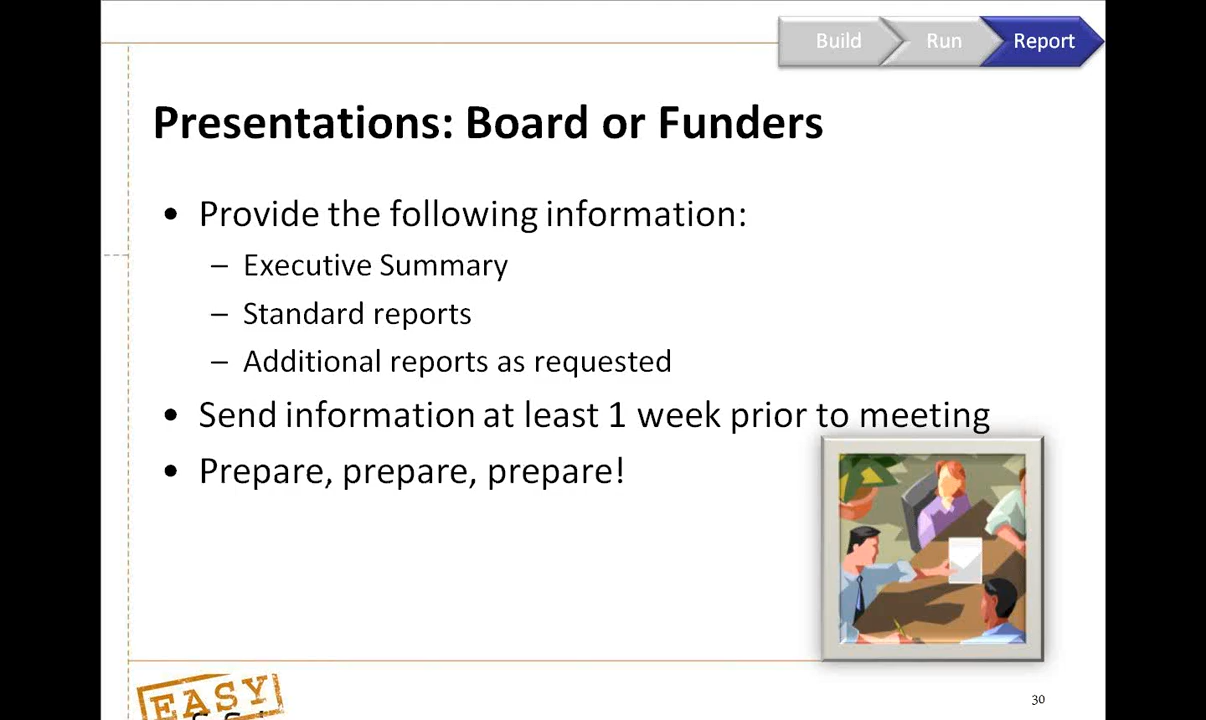 Build Run Report
Presentations: Board or Funders
• Provide the following information:
– Executive Summary
– Standard reports
– Additional reports as requested
• Send information at least 1 week prior to meeting
• Prepare, prepare, prepare!
EASY
30